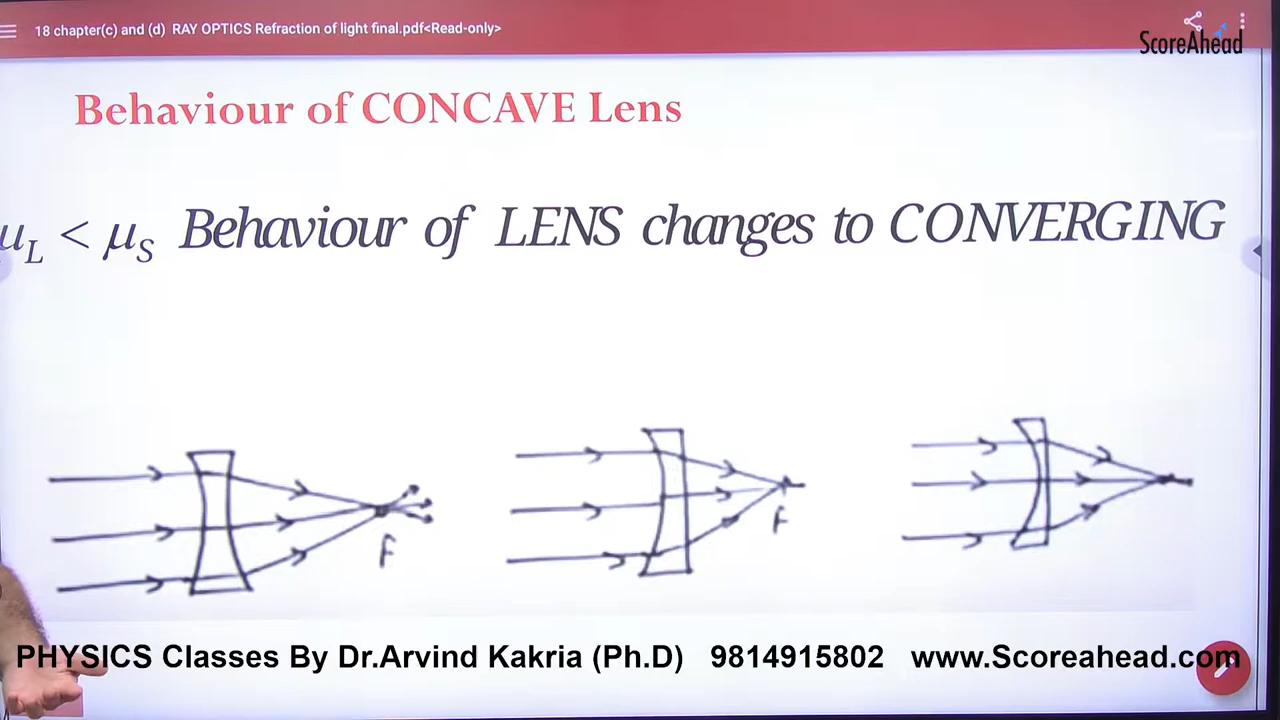 18 chapter(c) and (d) RAY OPTICS Refraction of light final.pdf<Read-only>
ScoreAhead
Behaviour of CONCAVE Lens
μL < μS Behaviour of LENS changes to CONVERGING
F
F
PHYSICS Classes By Dr.Arvind Kakria (Ph.D) 9814915802 www.Scoreahead.com